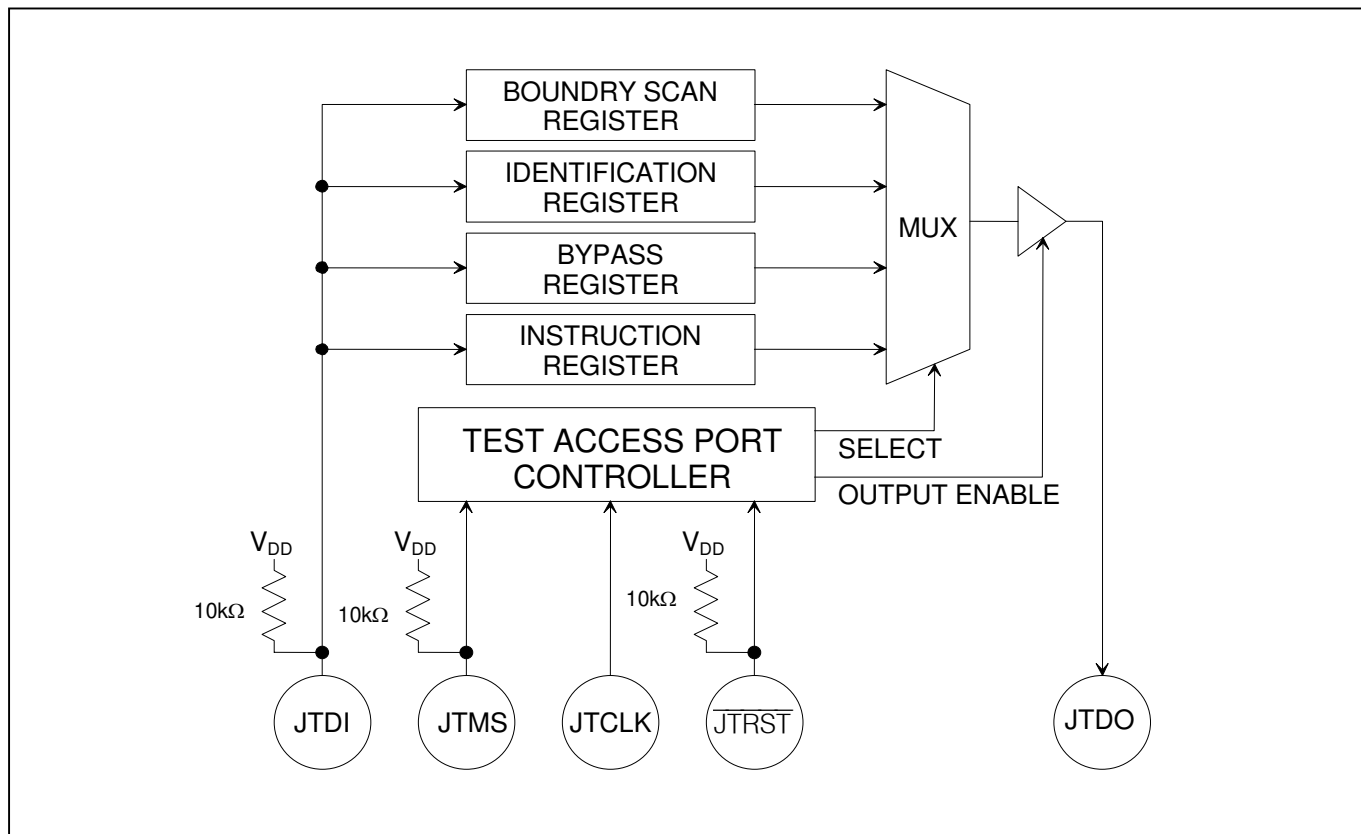 BOUNDRY SCAN
REGISTER
IDENTIFICATION
REGISTER
BYPASS
REGISTER
INSTRUCTION
REGISTER
MUX
TEST ACCESS PORT
CONTROLLER
SELECT
OUTPUT ENABLE
VDD
VDD
VDD
10kΩ
10kΩ
10kΩ
JTDI
JTMS
JTCLK
JTRST
JTDO